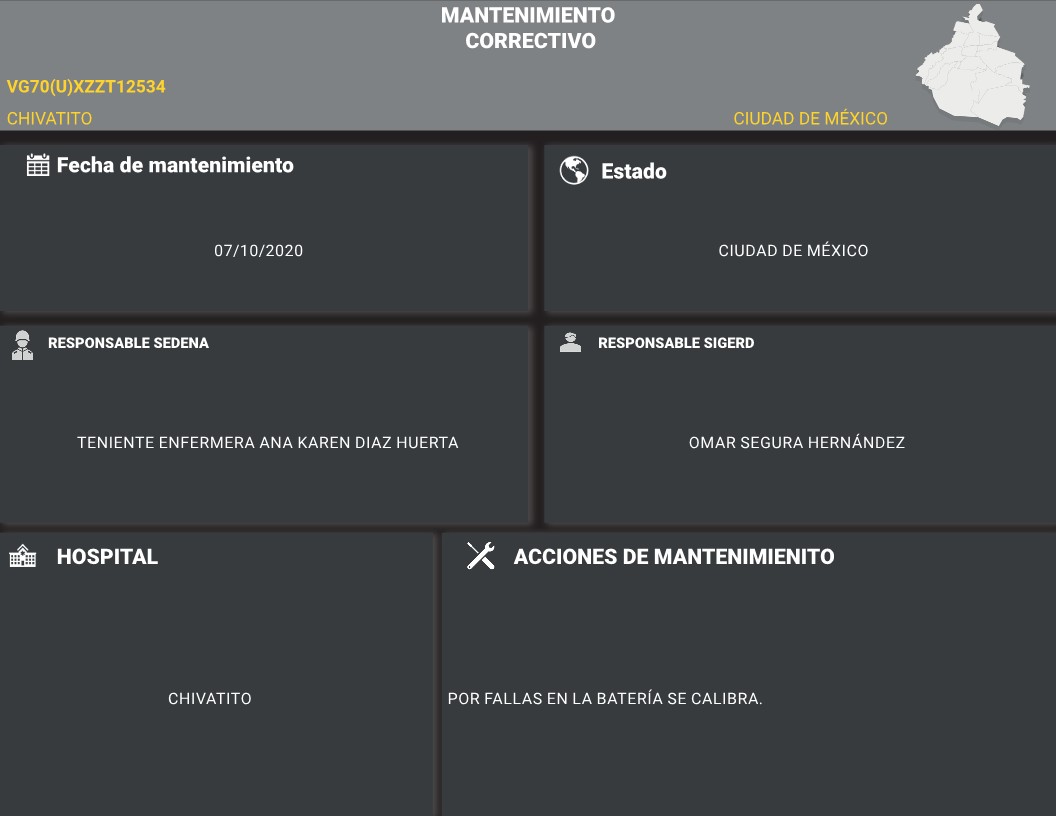 MANTENIMIENTO
CORRECTIVO
VG70(U)XZZT12534
CHIVATITO
CIUDAD DE MÉXICO
Fecha de mantenimiento
07/10/2020
Estado
CIUDAD DE MÉXICO
RESPONSABLE SEDENA
TENIENTE ENFERMERA ANA KAREN DIAZ HUERTA
RESPONSABLE SIGERD
OMAR SEGURA HERNÁNDEZ
HOSPITAL
CHIVATITO
ACCIONES DE MANTENIMIENITO
POR FALLAS EN LA BATERÍA SE CALIBRA.